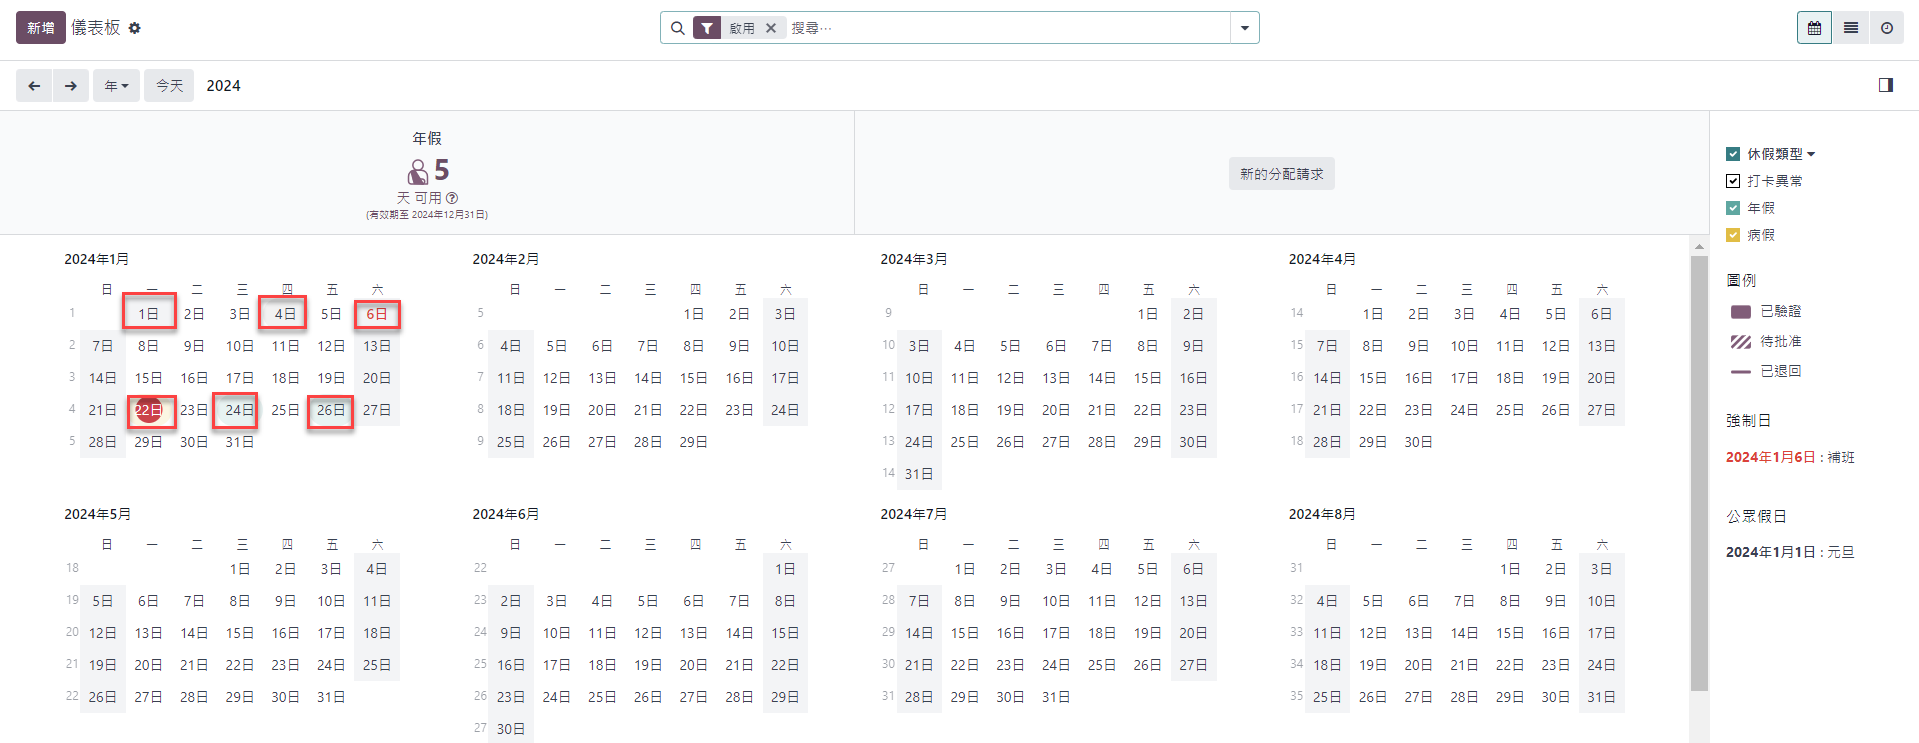 新增 儀表板
啟用 搜尋...
年 今天 2024
年假
5
天 可用
(有效期至 2024年12月31日)
新的分配請求
休假類型
打卡異常
年假
病假
圖例
已驗證
待批准
已退回
強制日
2024年1月6日 : 補班
公眾假日
2024年1月1日 : 元旦
2024年1月
日 一 二 三 四 五 六
1 1日 2日 3日 4日 5日 6日
2 7日 8日 9日 10日 11日 12日 13日
3 14日 15日 16日 17日 18日 19日 20日
4 21日 22日 23日 24日 25日 26日 27日
5 28日 29日 30日 31日
2024年2月
日 一 二 三 四 五 六
5 1日 2日 3日
6 4日 5日 6日 7日 8日 9日 10日
7 11日 12日 13日 14日 15日 16日 17日
8 18日 19日 20日 21日 22日 23日 24日
9 25日 26日 27日 28日 29日
2024年3月
日 一 二 三 四 五 六
9 1日 2日
10 3日 4日 5日 6日 7日 8日 9日
11 10日 11日 12日 13日 14日 15日 16日
12 17日 18日 19日 20日 21日 22日 23日
13 24日 25日 26日 27日 28日 29日 30日
14 31日
2024年4月
日 一 二 三 四 五 六
14 1日 2日 3日 4日 5日 6日
15 7日 8日 9日 10日 11日 12日 13日
16 14日 15日 16日 17日 18日 19日 20日
17 21日 22日 23日 24日 25日 26日 27日
18 28日 29日 30日
2024年5月
日 一 二 三 四 五 六
18 1日 2日 3日 4日
19 5日 6日 7日 8日 9日 10日 11日
20 12日 13日 14日 15日 16日 17日 18日
21 19日 20日 21日 22日 23日 24日 25日
22 26日 27日 28日 29日 30日 31日
2024年6月
日 一 二 三 四 五 六
22 1日
23 2日 3日 4日 5日 6日 7日 8日
24 9日 10日 11日 12日 13日 14日 15日
25 16日 17日 18日 19日 20日 21日 22日
26 23日 24日 25日 26日 27日 28日 29日
27 30日
2024年7月
日 一 二 三 四 五 六
27 1日 2日 3日 4日 5日 6日
28 7日 8日 9日 10日 11日 12日 13日
29 14日 15日 16日 17日 18日 19日 20日
30 21日 22日 23日 24日 25日 26日 27日
31 28日 29日 30日 31日
2024年8月
日 一 二 三 四 五 六
31 1日 2日 3日
32 4日 5日 6日 7日 8日 9日 10日
33 11日 12日 13日 14日 15日 16日 17日
34 18日 19日 20日 21日 22日 23日 24日
35 25日 26日 27日 28日 29日 30日 31日